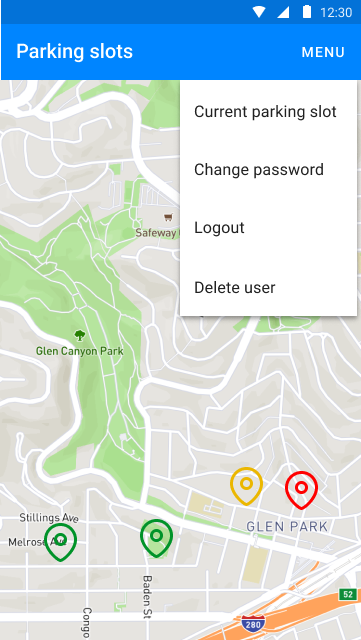 12:30
Parking slots
MENU
Current parking slot
Change password
Logout
Delete user
Safeway
Glen Canyon Park
Stillings Ave
GLEN PARK
Melrose Ave
Baden St
Congo
52
280